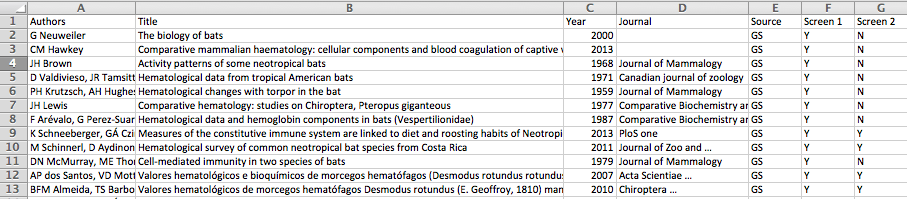 A B C D E F G
1 Authors Title Year Journal Source Screen 1 Screen 2
2 G Neuweiler The biology of bats 2000 GS Y N
3 CM Hawkey Comparative mammalian haematology: cellular components and blood coagulation of captive 2013 GS Y N
4 JH Brown Activity patterns of some neotropical bats 1968 Journal of Mammalogy GS Y N
5 D Valdivieso, JR Tamsitt Hematological data from tropical American bats 1971 Canadian journal of zoology GS Y N
6 PH Krutzsch, AH Hughes Hematological changes with torpor in the bat 1959 Journal of Mammalogy GS Y N
7 JH Lewis Comparative hematology: studies on Chiroptera, Pteropus giganteous 1977 Comparative Biochemistry GS Y N
8 F Arévalo, G Perez-Suar Hematological data and hemoglobin components in bats (Vespertilionidae) 1987 Comparative Biochemistry GS Y N
9 K Schneeberger, GÁ Czi Measures of the constitutive immune system are linked to diet and roosting habits of Neotropi 2013 PloS one GS Y Y
10 M Schinnerl, D Aydinon Hematological survey of common neotropical bat species from Costa Rica 2011 Journal of Zoo and ... GS Y Y
11 DN McMurray, ME Tho Cell-mediated immunity in two species of bats 1979 Journal of Mammalogy GS Y N
12 AP dos Santos, VD Mott Valores hematológicos e bioquímicos de morcegos hematófagos (Desmodus rotundus rotundus 2007 Acta Scientiae ... GS Y Y
13 BFM Almeida, TS Barbo Valores hematológicos de morcegos hematófagos Desmodus rotundus (E. Geoffroy, 1810) man 2010 Chiroptera ... GS Y Y